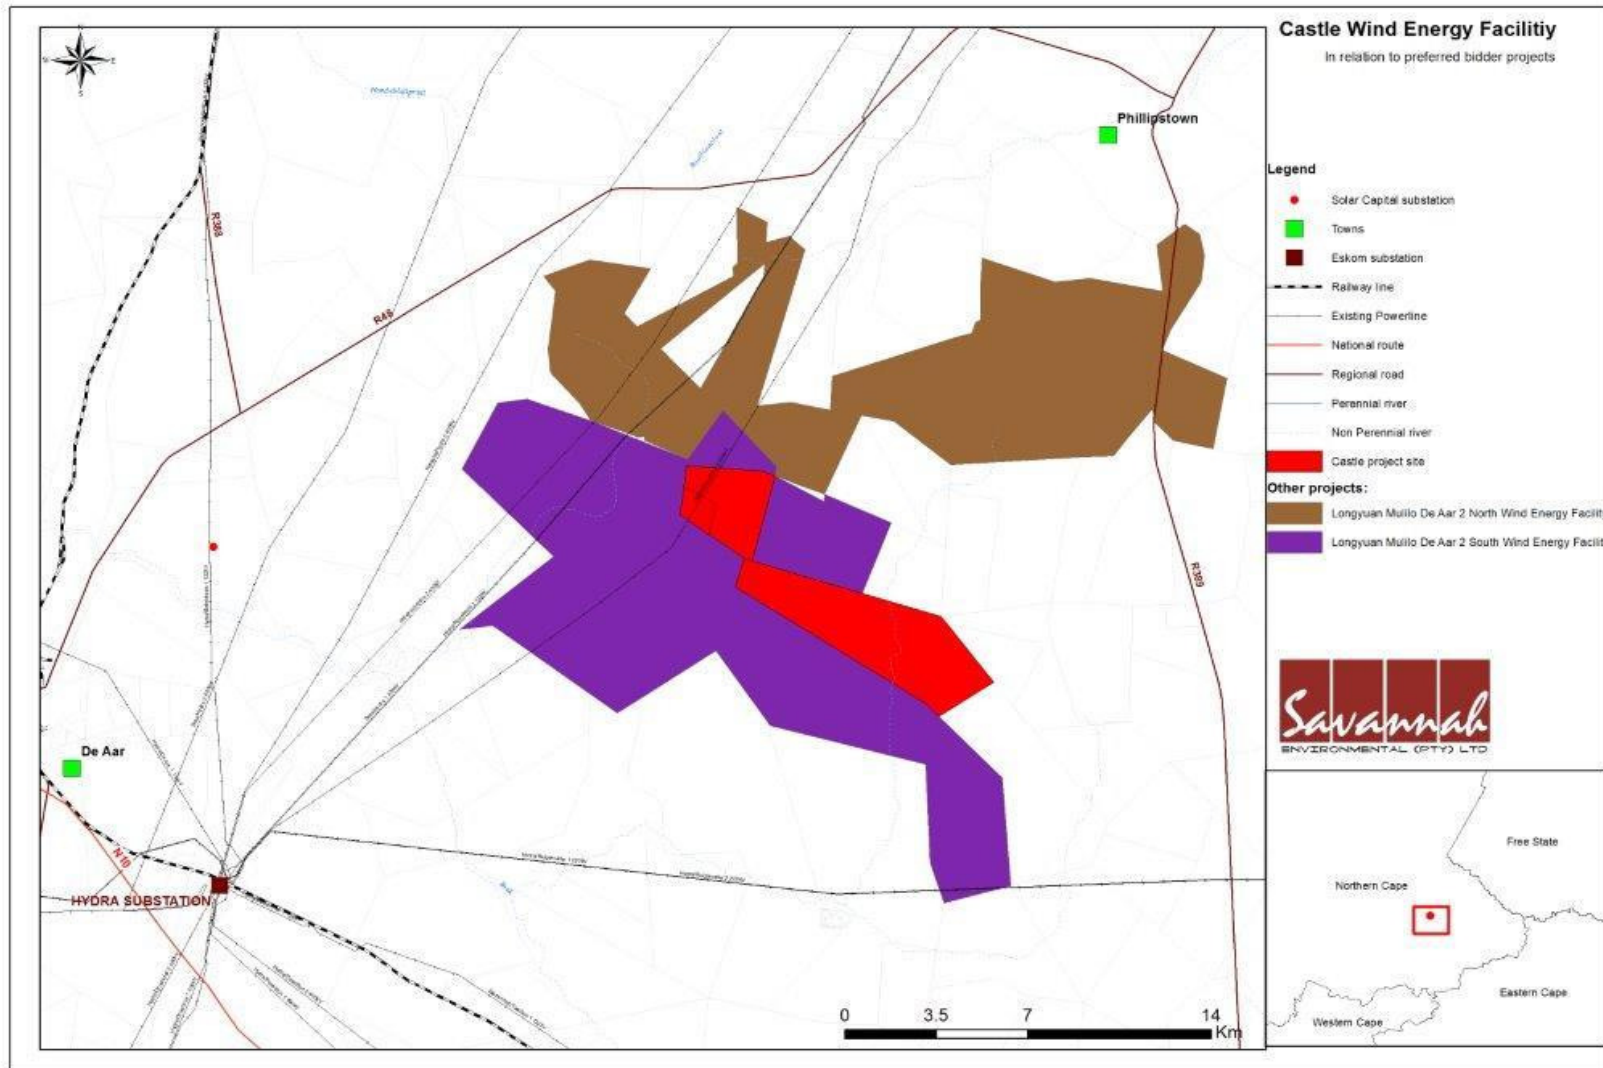 Castle Wind Energy Facilitiy
In relation to preferred bidder projects
N
E
S
Phillipstown
R388
R48
R389
De Aar
N10
HYDRA SUBSTATION
0 3.5 7 14
Km
Legend
Solar Capital substation
Towns
Eskom substation
Railway line
Existing Powerline
National route
Regional road
Perennial river
Non Perennial river
Castle project site
Other projects:
Longyuan Mulilo De Aar 2 North Wind Energy Facilit
Longyuan Mulilo De Aar 2 South Wind Energy Facilit
Savannah
ENVIRONMENTAL (PTY) LTD
Free State
Northern Cape
Eastern Cape
Western Cape